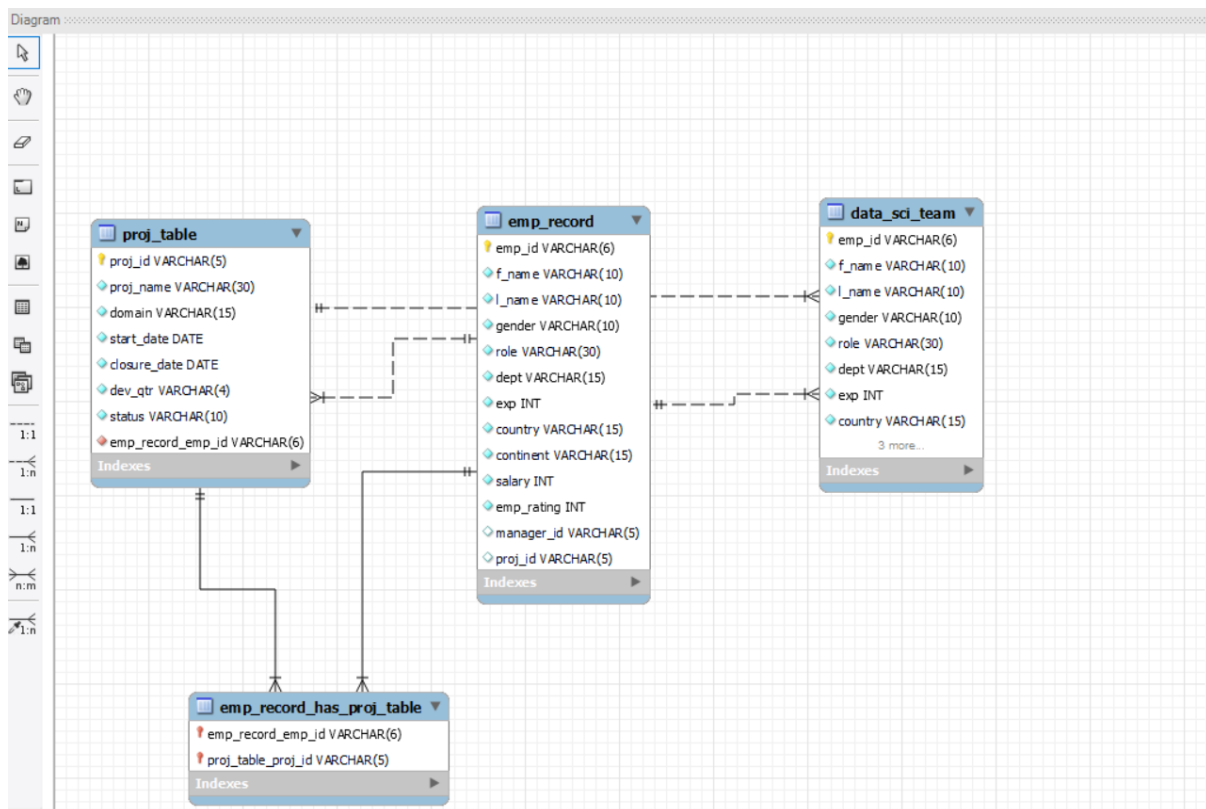 Diagram
1:1
1:n
1:1
1:n
n:m
1:n
proj_table
proj_id VARCHAR(5)
proj_name VARCHAR(30)
domain VARCHAR(15)
start_date DATE
closure_date DATE
dev_qtr VARCHAR(4)
status VARCHAR(10)
emp_record_emp_id VARCHAR(6)
Indexes
emp_record
emp_id VARCHAR(6)
f_name VARCHAR(10)
l_name VARCHAR(10)
gender VARCHAR(10)
role VARCHAR(30)
dept VARCHAR(15)
exp INT
country VARCHAR(15)
continent VARCHAR(15)
salary INT
emp_rating INT
manager_id VARCHAR(5)
proj_id VARCHAR(5)
Indexes
data_sci_team
emp_id VARCHAR(6)
f_name VARCHAR(10)
l_name VARCHAR(10)
gender VARCHAR(10)
role VARCHAR(30)
dept VARCHAR(15)
exp INT
country VARCHAR(15)
3 more...
Indexes
emp_record_has_proj_table
emp_record_emp_id VARCHAR(6)
proj_table_proj_id VARCHAR(5)
Indexes